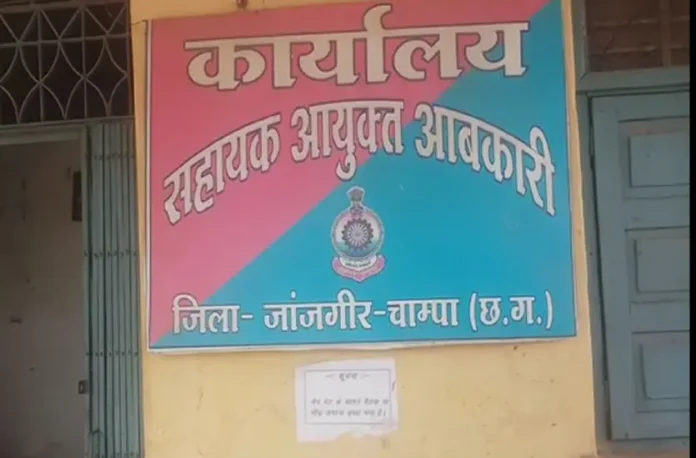 कार्यालय
सहायक आयुक्त आबकारी
जिला- जांजगीर-चाम्पा (छ.ग.)
सूचना